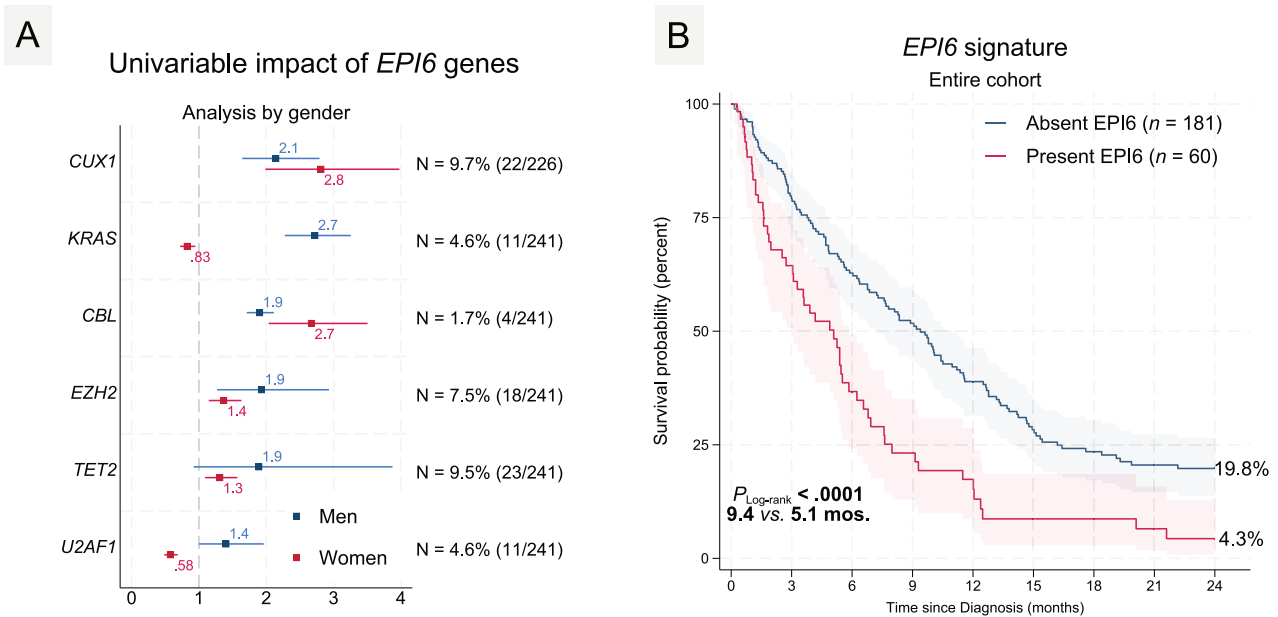 A
Univariable impact of EPI6 genes
Analysis by gender
CUX1
2.1
2.8
N = 9.7% (22/226)
KRAS
2.7
.83
N = 4.6% (11/241)
CBL
1.9
2.7
N = 1.7% (4/241)
EZH2
1.9
1.4
N = 7.5% (18/241)
TET2
1.9
1.3
N = 9.5% (23/241)
U2AF1
1.4
.58
N = 4.6% (11/241)
Men
Women
0 1 2 3 4
B
EPI6 signature
Entire cohort
Absent EPI6 (n = 181)
Present EPI6 (n = 60)
Survival probability (percent)
100
75
50
25
0
19.8%
4.3%
P Log-rank < .0001
9.4 vs. 5.1 mos.
0 3 6 9 12 15 18 21 24
Time since Diagnosis (months)